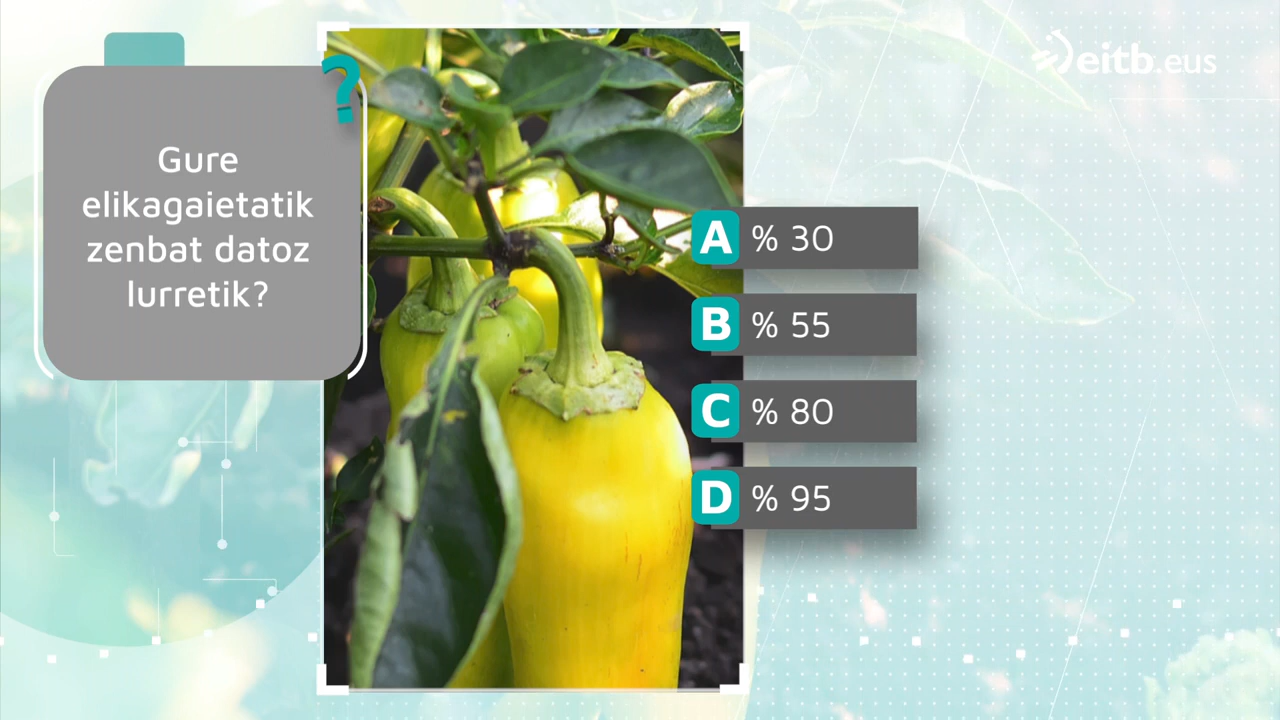 Gure
elikagaietatik
zenbat datoz
lurretik?
?
eitb.eus
A % 30
B % 55
C % 80
D % 95